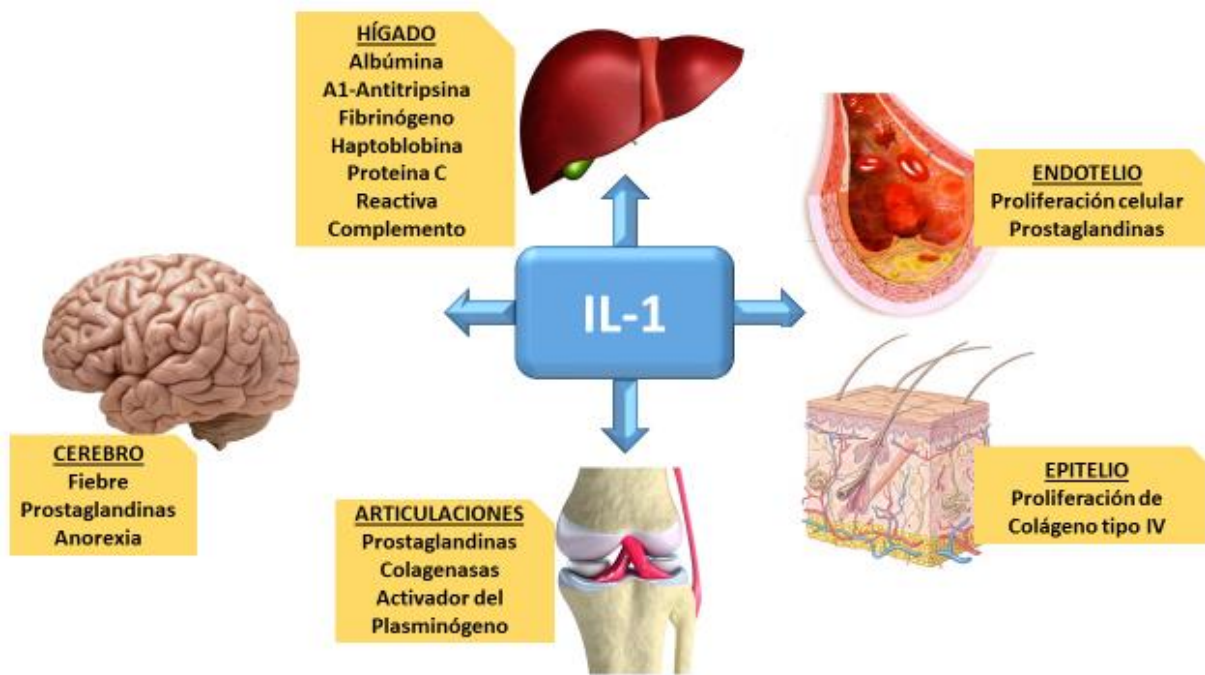 HÍGADO
Albúmina
A1-Antitripsina
Fibrinógeno
Haptoblobina
Proteina C
Reactiva
Complemento
ENDOTELIO
Proliferación celular
Prostaglandinas
IL-1
CEREBRO
Fiebre
Prostaglandinas
Anorexia
ARTICULACIONES
Prostaglandinas
Colagenasas
Activador del
Plasminógeno
EPITELIO
Proliferación de
Colágeno tipo IV